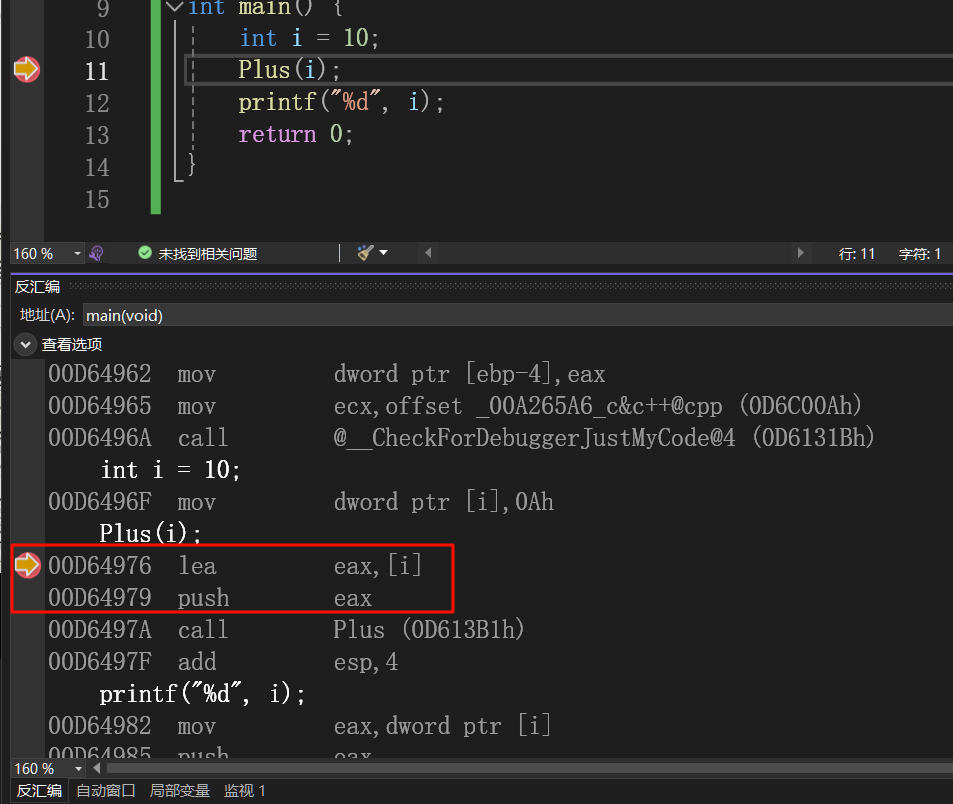 9 int main() {
10 int i = 10;
11 Plus(i);
12 printf("%d", i);
13 return 0;
14 }
15
160 % 未找到相关问题 行: 11 字符: 1
反汇编
地址(A): main(void)
查看选项
00D64962 mov dword ptr [ebp-4],eax
00D64965 mov ecx,offset _00A265A6_c&c++@cpp (0D6C00Ah)
00D6496A call @__CheckForDebuggerJustMyCode@4 (0D6131Bh)
int i = 10;
00D6496F mov dword ptr [i],0Ah
Plus(i);
00D64976 lea eax,[i]
00D64979 push eax
00D6497A call Plus (0D613B1h)
00D6497F add esp,4
printf("%d", i);
00D64982 mov eax,dword ptr [i]
00D64985 push eax
160 %
反汇编 自动窗口 局部变量 监视 1